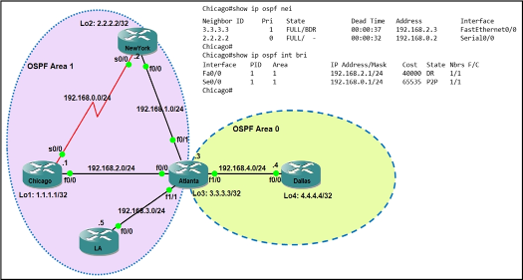 Chicago#show ip ospf nei
Neighbor ID Pri State Dead Time Address Interface
3.3.3.3 1 FULL/BDR 00:00:37 192.168.2.3 FastEthernet0/0
2.2.2.2 0 FULL/ - 00:00:32 192.168.0.2 Serial0/0
Chicago#
Chicago#show ip ospf int bri
Interface PID Area IP Address/Mask Cost State Nbrs F/C
Fa0/0 1 1 192.168.2.1/24 40000 DR 1/1
Se0/0 1 1 192.168.0.1/24 65535 P2P 1/1
Chicago#
Lo2: 2.2.2.2/32
NewYork
.2
s0/0
f0/0
OSPF Area 1
192.168.0.0/24
192.168.1.0/24
OSPF Area 0
f0/1
s0/0
.1
192.168.2.0/24
.3
192.168.4.0/24
.4
Chicago
f0/0
f0/0
Atlanta
f1/0
f0/0
Dallas
Lo1: 1.1.1.1/32
f1/1
Lo3: 3.3.3.3/32
Lo4: 4.4.4.4/32
192.168.3.0/24
.5
f0/0
LA